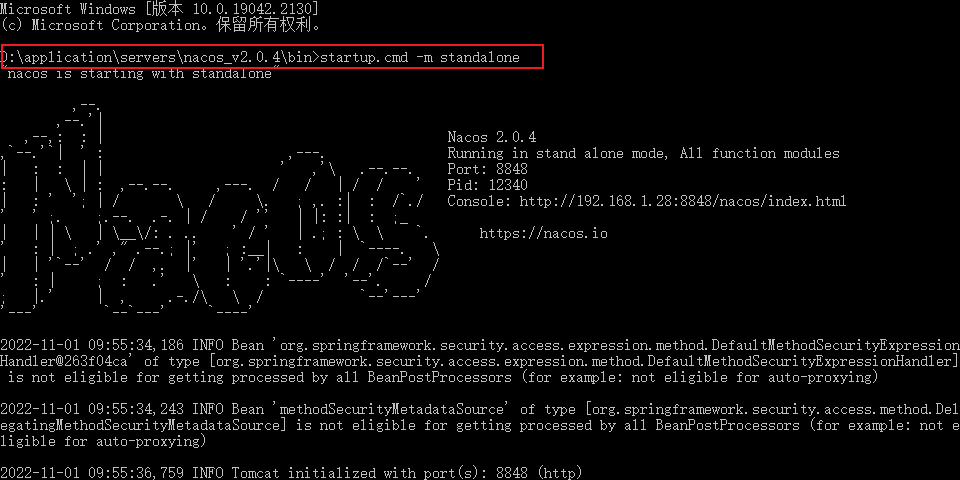 Microsoft Windows [版本 10.0.19042.2130]
(c) Microsoft Corporation。保留所有权利。
D:\application\servers\nacos_v2.0.4\bin>startup.cmd -m standalone
"nacos is starting with standalone"
Nacos 2.0.4
Running in stand alone mode, All function modules
Port: 8848
Pid: 12340
Console: http://192.168.1.28:8848/nacos/index.html
https://nacos.io
2022-11-01 09:55:34,186 INFO Bean 'org.springframework.security.access.expression.method.DefaultMethodSecurityExpression
Handler@263f04ca' of type [org.springframework.security.access.expression.method.DefaultMethodSecurityExpressionHandler]
is not eligible for getting processed by all BeanPostProcessors (for example: not eligible for auto-proxying)
2022-11-01 09:55:34,243 INFO Bean 'methodSecurityMetadataSource' of type [org.springframework.security.access.method.Del
egatingMethodSecurityMetadataSource] is not eligible for getting processed by all BeanPostProcessors (for example: not e
ligible for auto-proxying)
2022-11-01 09:55:36,759 INFO Tomcat initialized with port(s): 8848 (http)